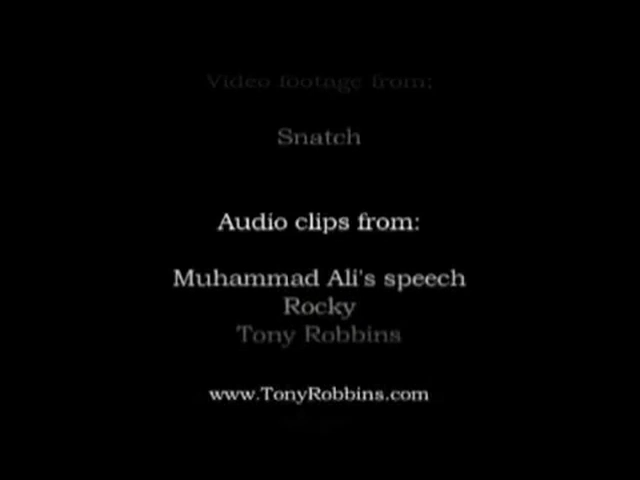 Video footage from:
Snatch
Audio clips from:
Muhammad Ali's speech
Rocky
Tony Robbins
www.TonyRobbins.com